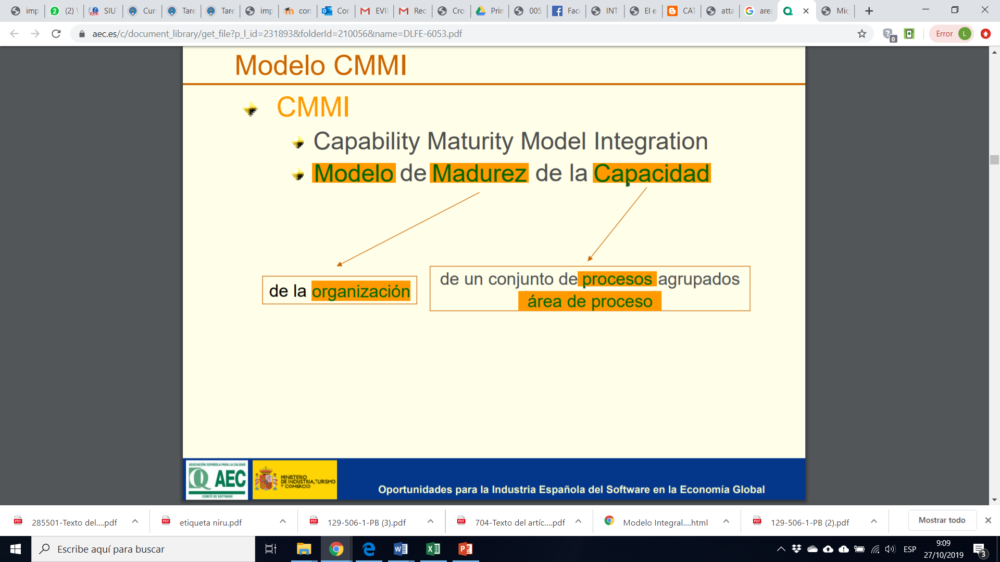 imp
(2) V
SIU
Cur
Tare
Tare
imp
con
Cor
EVI
Rec
Cro
Prin
005
Fac
INT
El e
CAT
atta
area
Mic
aec.es/c/document_library/get_file?p_l_id=231893&folderId=210056&name=DLFE-6053.pdf
0
Error
L
Modelo CMMI
CMMI
Capability Maturity Model Integration
Modelo de Madurez de la Capacidad
de la organización
de un conjunto de procesos agrupados
área de proceso
ASOCIACIÓN ESPAÑOLA PARA LA CALIDAD
Q AEC
COMITÉ DE SOFTWARE
MINISTERIO
DE INDUSTRIA, TURISMO
Y COMERCIO
Oportunidades para la Industria Española del Software en la Economía Global
285501-Texto del....pdf
etiqueta niru.pdf
129-506-1-PB (3).pdf
704-Texto del artíc....pdf
Modelo Integral....html
129-506-1-PB (2).pdf
Mostrar todo
Escribe aquí para buscar
ESP
9:09
27/10/2019
3